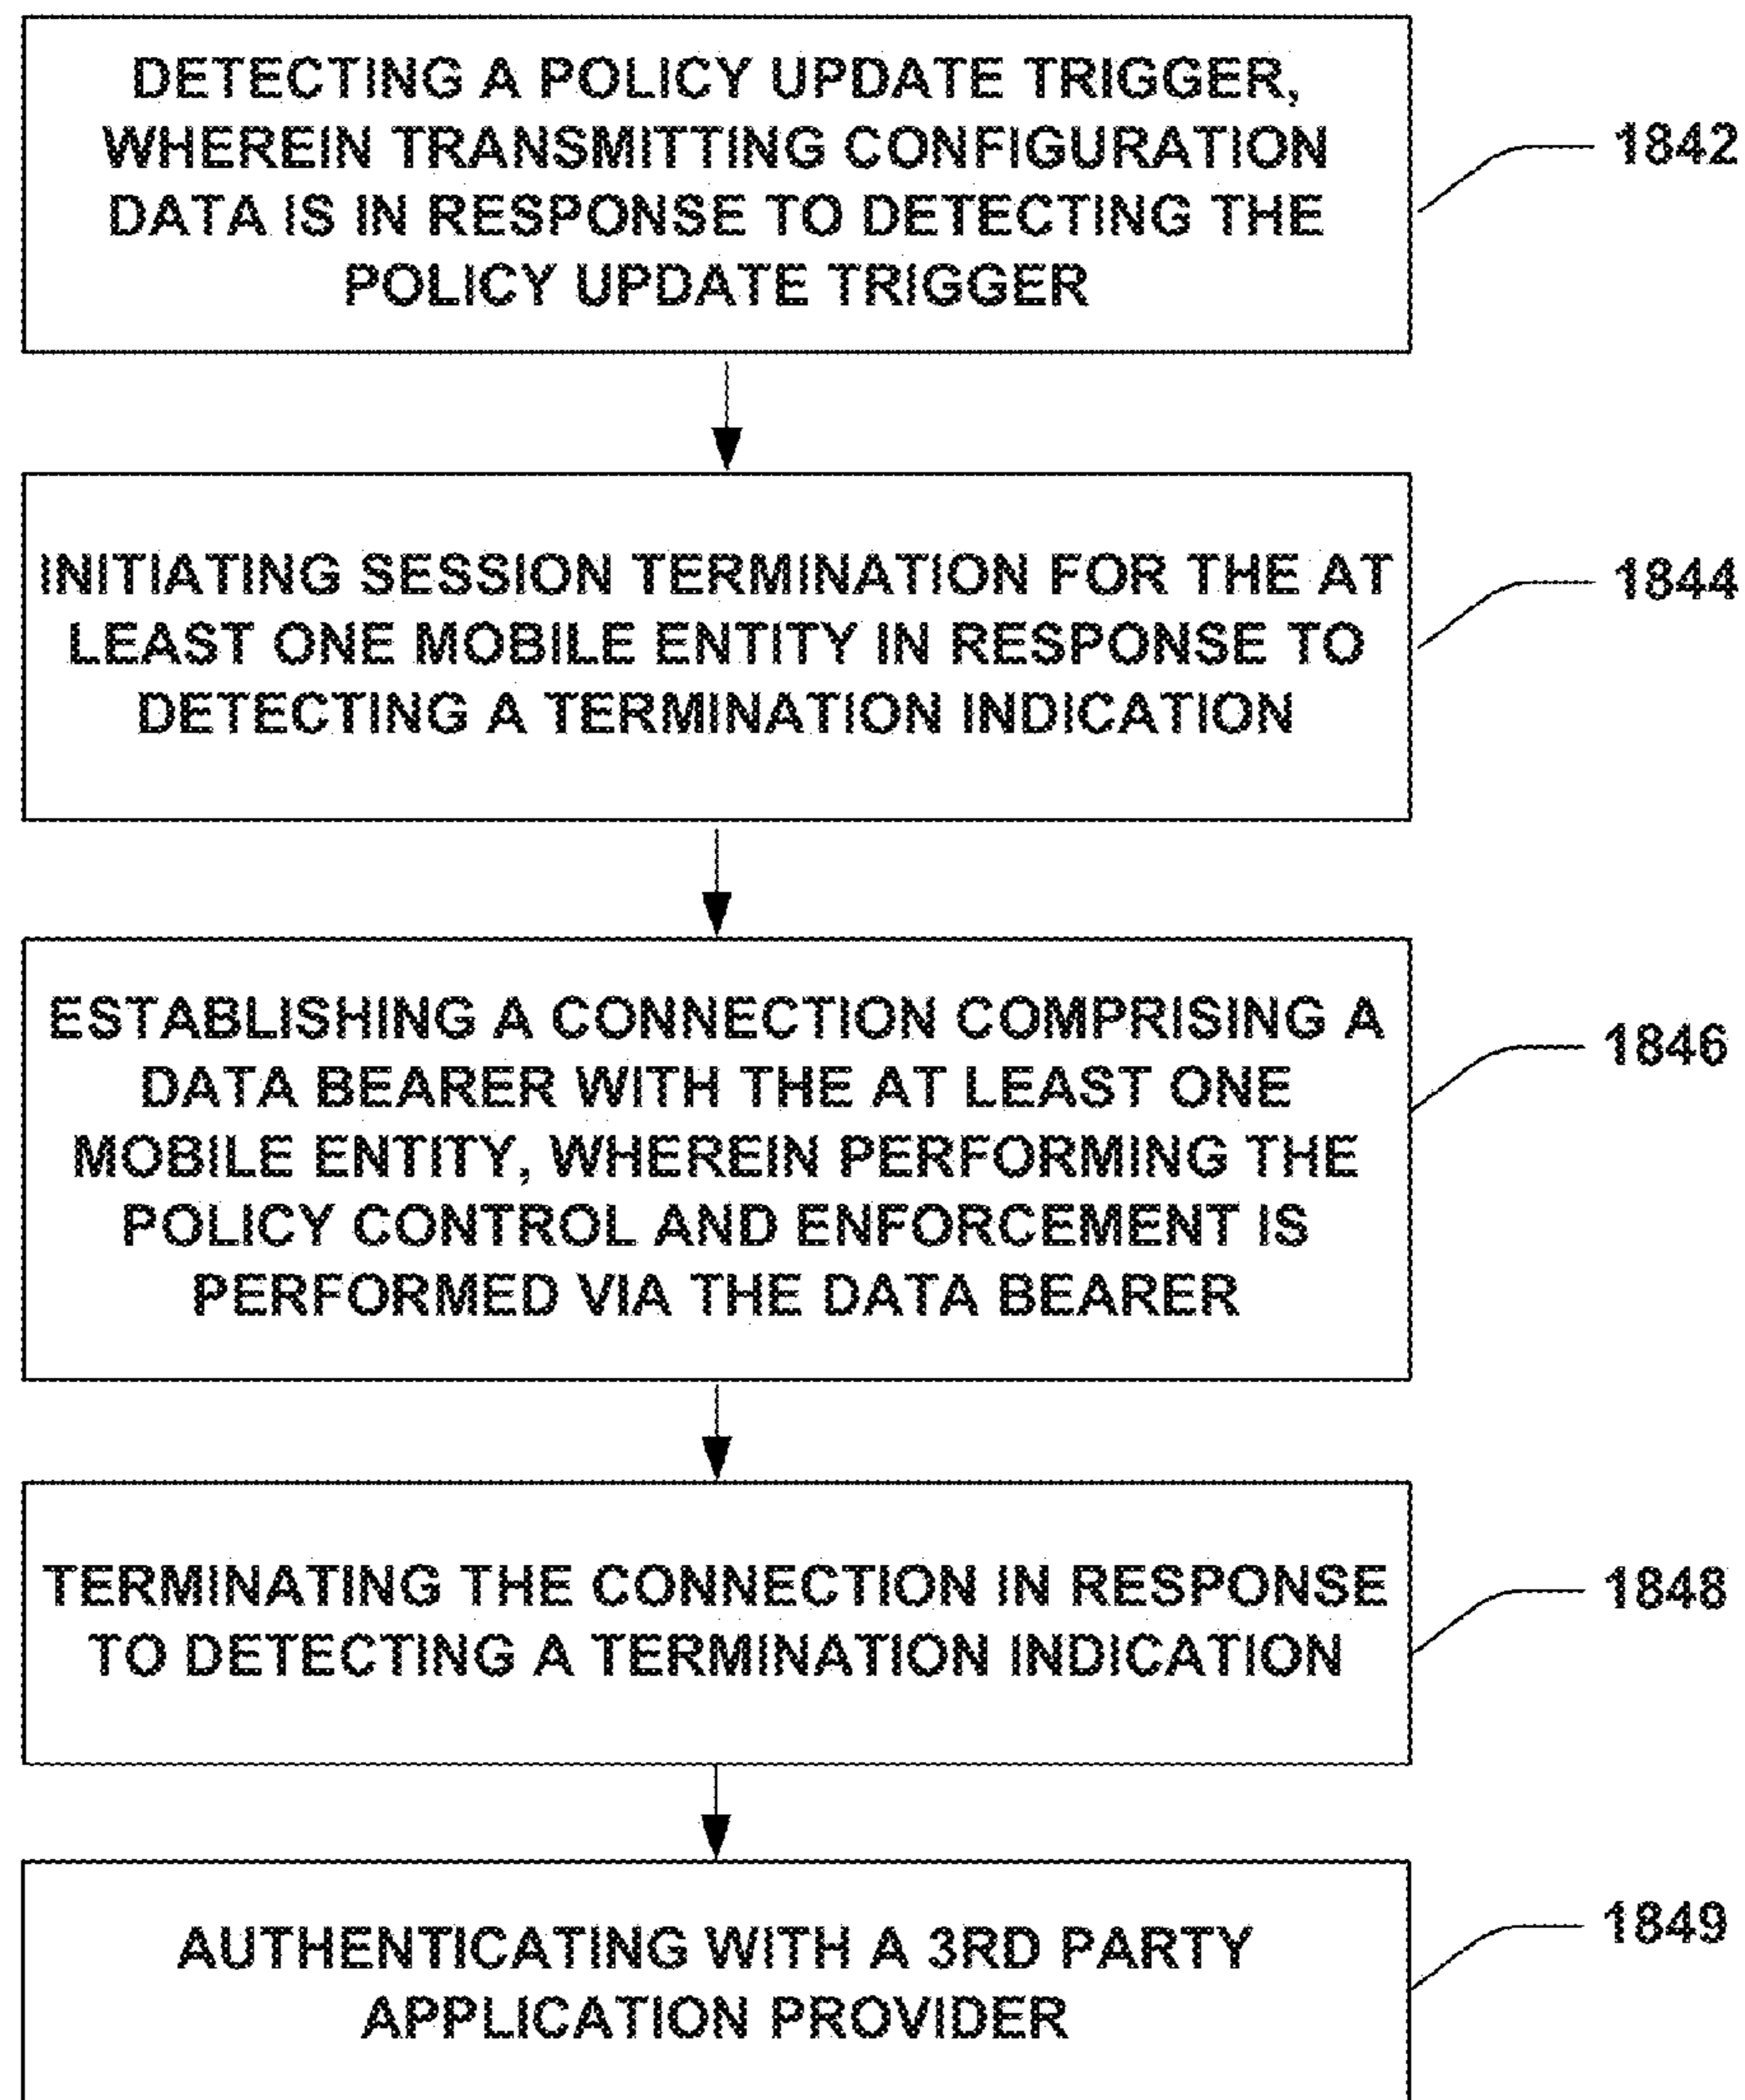 DETECTING A POLICY UPDATE TRIGGER,
WHEREIN TRANSMITTING CONFIGURATION
DATA IS IN RESPONSE TO DETECTING THE
POLICY UPDATE TRIGGER
1842
INITIATING SESSION TERMINATION FOR THE AT
LEAST ONE MOBILE ENTITY IN RESPONSE TO
DETECTING A TERMINATION INDICATION
1844
ESTABLISHING A CONNECTION COMPRISING A
DATA BEARER WITH THE AT LEAST ONE
MOBILE ENTITY, WHEREIN PERFORMING THE
POLICY CONTROL AND ENFORCEMENT IS
PERFORMED VIA THE DATA BEARER
1846
TERMINATING THE CONNECTION IN RESPONSE
TO DETECTING A TERMINATION INDICATION
1848
AUTHENTICATING WITH A 3RD PARTY
APPLICATION PROVIDER
1849